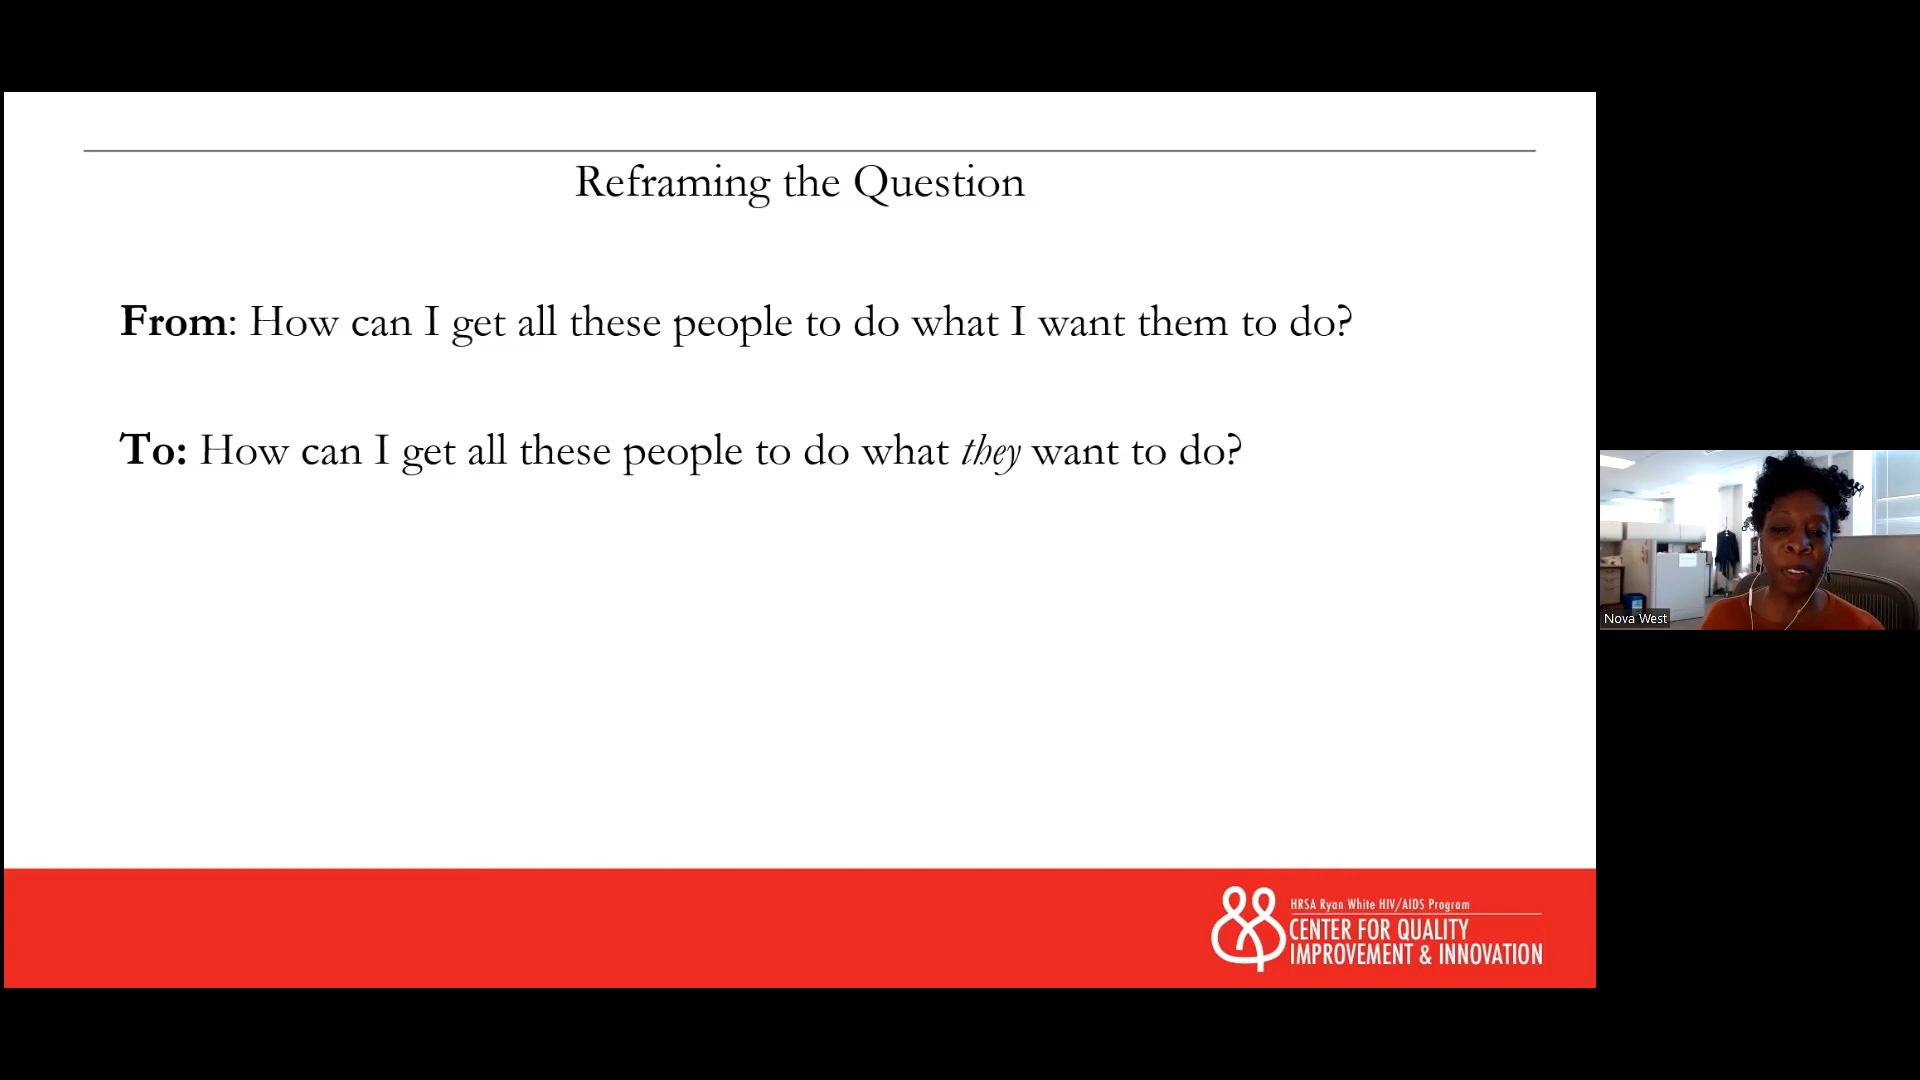 Reframing the Question
From: How can I get all these people to do what I want them to do?
To: How can I get all these people to do what they want to do?
Nova West
HRSA Ryan White HIV/AIDS Program
CENTER FOR QUALITY
IMPROVEMENT & INNOVATION